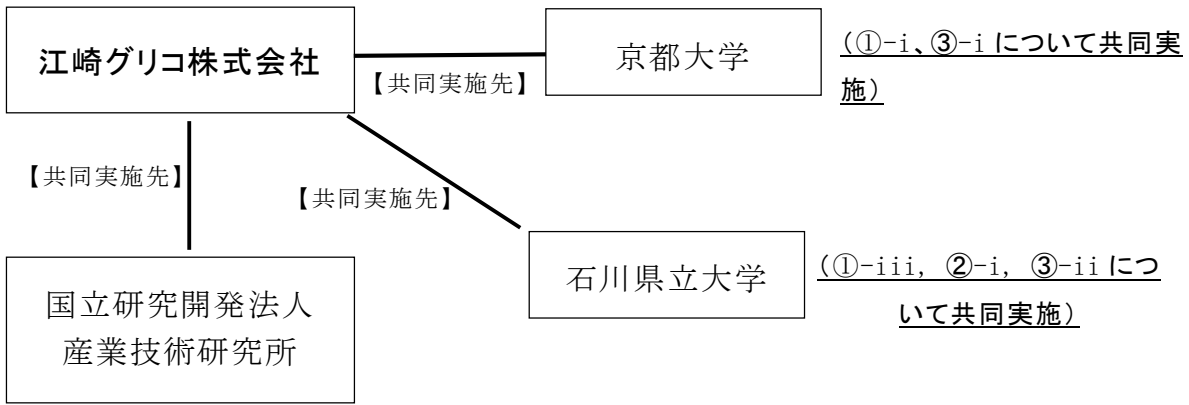 江崎グリコ株式会社
【共同実施先】
京都大学
(①-i、③-i について共同実
施)
【共同実施先】
【共同実施先】
国立研究開発法人
産業技術研究所
石川県立大学
(①-iii, ②-i, ③-ii につ
いて共同実施)